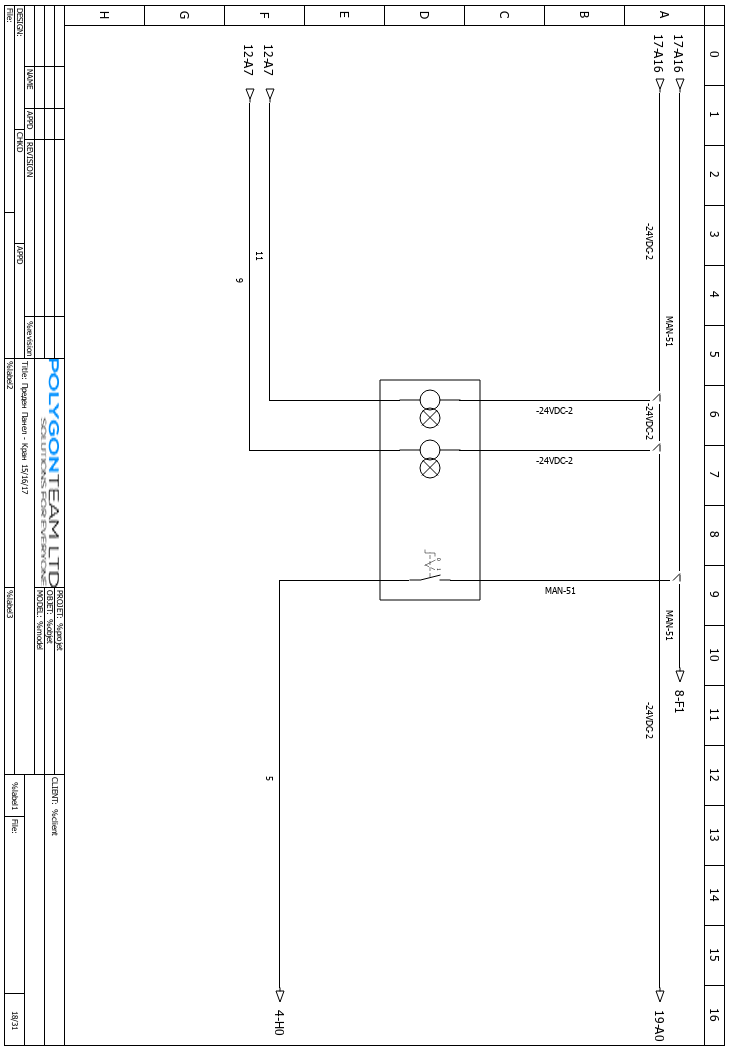 0
1
2
3
4
5
6
7
8
9
10
11
12
13
14
15
16
A
B
C
D
E
F
G
H
17-A16
17-A16
-24VDC-2
MAN-51
-24VDC-2
MAN-51
-24VDC-2
8-F1
19-A0
-24VDC-2
-24VDC-2
MAN-51
0 1
12-A7
12-A7
11
9
5
4-H0
NAME
APPD
REVISION
%revision
DESIGN:
CHKD
APPD
File:
POLYGONTEAM LTD
SOLUTIONS FOR EVERYONE
Title: Преден Панел - Кран 15/16/17
%label2
PROJET: %projet
OBJET: %objet
MODEL: %model
%label3
CLIENT: %client
%label1
File:
18/31